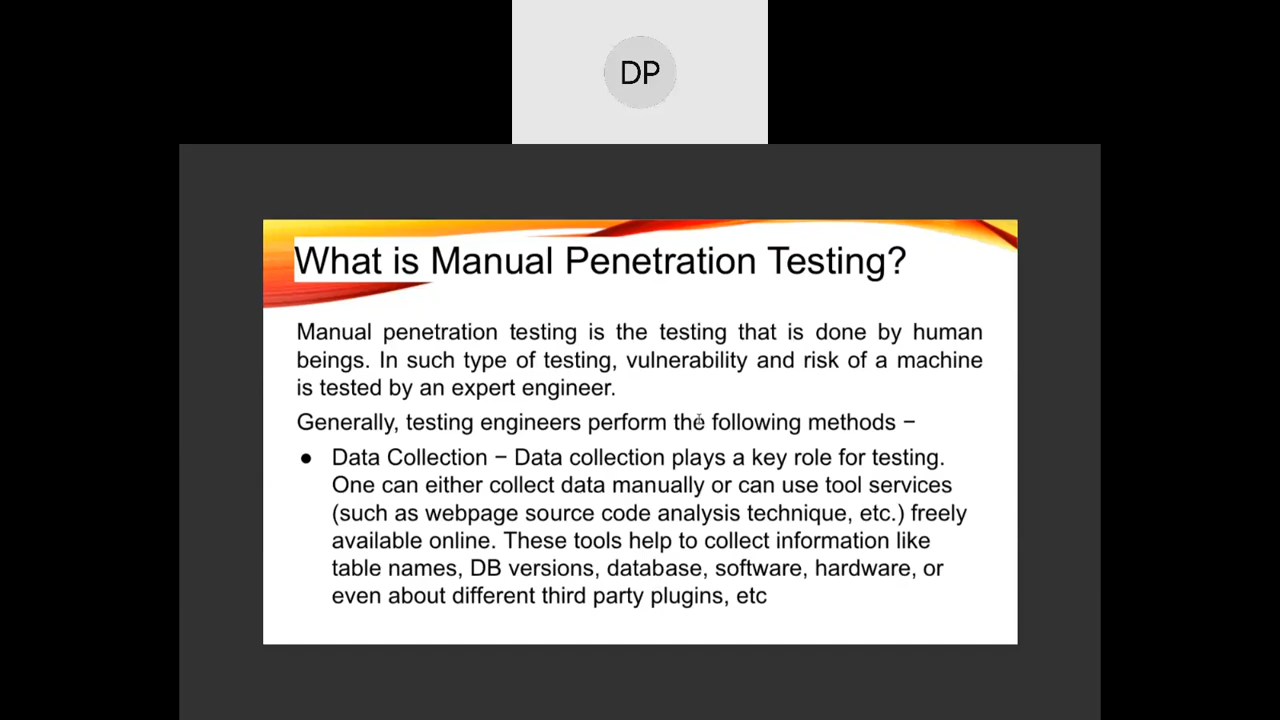 DP
What is Manual Penetration Testing?
Manual penetration testing is the testing that is done by human
beings. In such type of testing, vulnerability and risk of a machine
is tested by an expert engineer.
Generally, testing engineers perform the following methods −
● Data Collection − Data collection plays a key role for testing.
One can either collect data manually or can use tool services
(such as webpage source code analysis technique, etc.) freely
available online. These tools help to collect information like
table names, DB versions, database, software, hardware, or
even about different third party plugins, etc